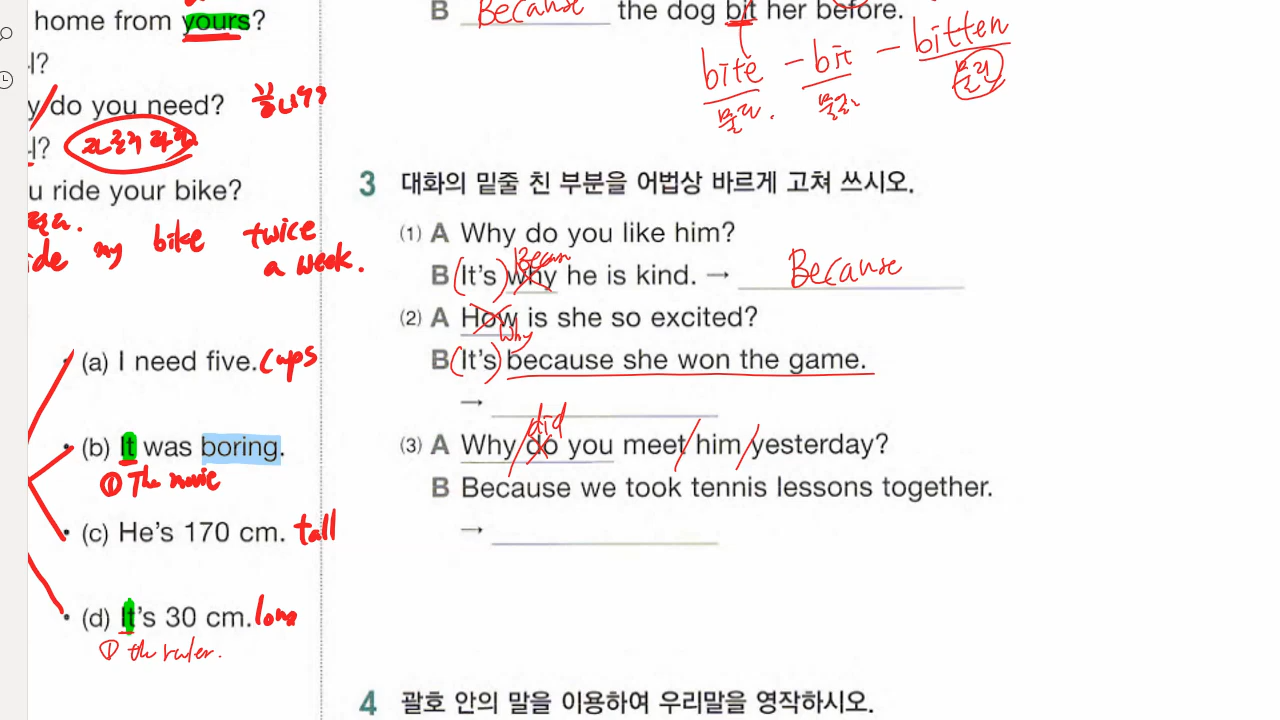 home from yours?
B Because the dog bit her before.
bite - bit - bitten
물다. 물린
ㅔ?
y do you need?
ㅔ?
u ride your bike?
ide my bike twice
a week.
3 대화의 밑줄 친 부분을 어법상 바르게 고쳐 쓰시오.
(1) A Why do you like him?
B (It's) why he is kind. → Because
(2) A How is she so excited?
why
B (It's) because she won the game.
→
did
(3) A Why do you meet him yesterday?
B Because we took tennis lessons together.
→
(a) I need five. caps
(b) It was boring.
① The movie
(c) He's 170 cm. tall
(d) It's 30 cm. long
① the ruler.
4 괄호 안의 말을 이용하여 우리말을 영작하시오.